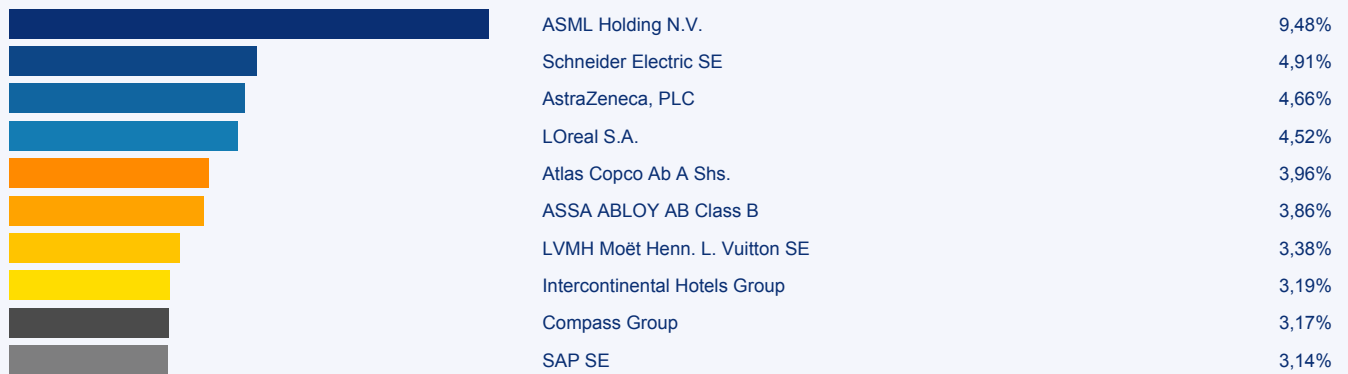 ASML Holding N.V. 9,48%
Schneider Electric SE 4,91%
AstraZeneca, PLC 4,66%
LOreal S.A. 4,52%
Atlas Copco Ab A Shs. 3,96%
ASSA ABLOY AB Class B 3,86%
LVMH Moët Henn. L. Vuitton SE 3,38%
Intercontinental Hotels Group 3,19%
Compass Group 3,17%
SAP SE 3,14%